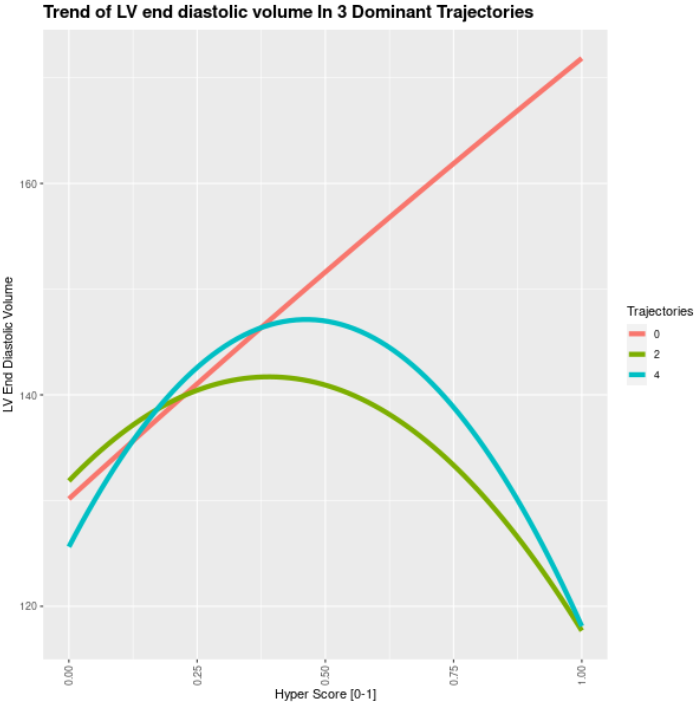 Trend of LV end diastolic volume In 3 Dominant Trajectories
LV End Diastolic Volume
160
140
120
0.00
0.25
0.50
0.75
1.00
Hyper Score [0-1]
Trajectories
0
2
4